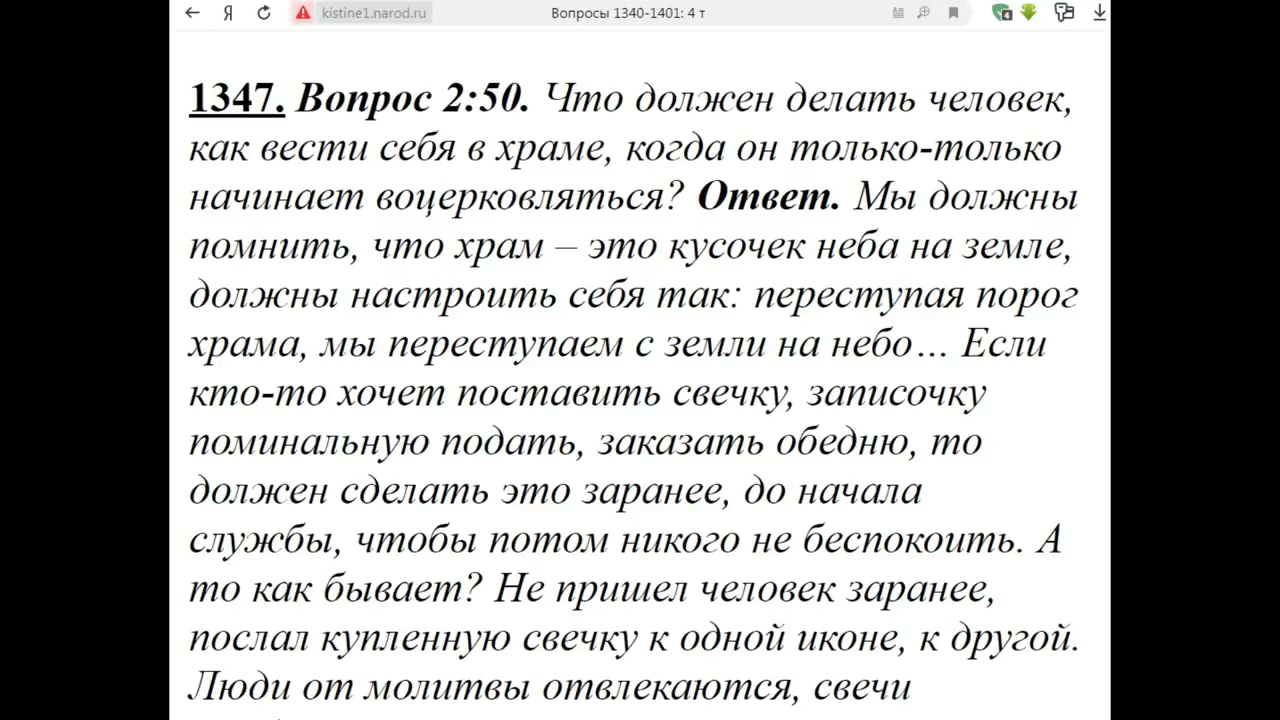 Я kistine1.narod.ru Вопросы 1340-1401: 4 т 4
1347. Вопрос 2:50. Что должен делать человек,
как вести себя в храме, когда он только-только
начинает воцерковляться? Ответ. Мы должны
помнить, что храм – это кусочек неба на земле,
должны настроить себя так: переступая порог
храма, мы переступаем с земли на небо… Если
кто-то хочет поставить свечку, записочку
поминальную подать, заказать обедню, то
должен сделать это заранее, до начала
службы, чтобы потом никого не беспокоить. А
то как бывает? Не пришел человек заранее,
послал купленную свечку к одной иконе, к другой.
Люди от молитвы отвлекаются, свечи